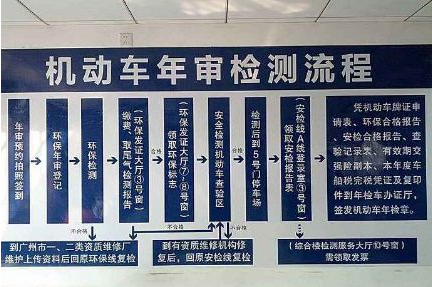 机动车年审检测流程
年审预约拍照签到
环保年审登记
环保检测
缴费、取尾气检测报告
(环保发证大厅③号窗)
领取环保标志
(环保发证大厅⑦~⑧号窗)
合格
安全检测机动车查验区
合格
检测后到5号门停车场
领取安检报告表
(安检线A线登录室③号窗)
凭机动车牌证申
请表、环保合格报告、
安检合格报告、查
验记录表、有效期交
强险副本、本年度车
船税完税凭证及复印
件到年检车办证厅,
签发机动车年检章。
不合格
不合格
不合格
到广州市一、二类资质维修厂
维护上传资料后回原环保线复检
到有资质维修机构修
复后,回原安检线复检
(综合楼检测服务大厅⑩号窗)
需领取发票